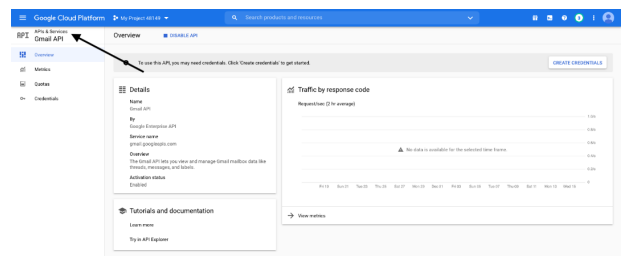 Google Cloud Platform
My Project 46149
Search products and resources
RPI
APIs & Services
Gmail API
Overview
DISABLE API
Overview
Metrics
Quotas
Credentials
To use this API, you may need credentials. Click 'Create credentials' to get started.
CREATE CREDENTIALS
Details
Name
Gmail API
By
Google Enterprise API
Service name
gmail.googleapis.com
Overview
The Gmail API lets you view and manage Gmail mailbox data like
threads, messages, and labels.
Activation status
Enabled
Tutorials and documentation
Learn more
Try in API Explorer
Traffic by response code
Request/sec (2 hr average)
No data is available for the selected time frame.
View metrics